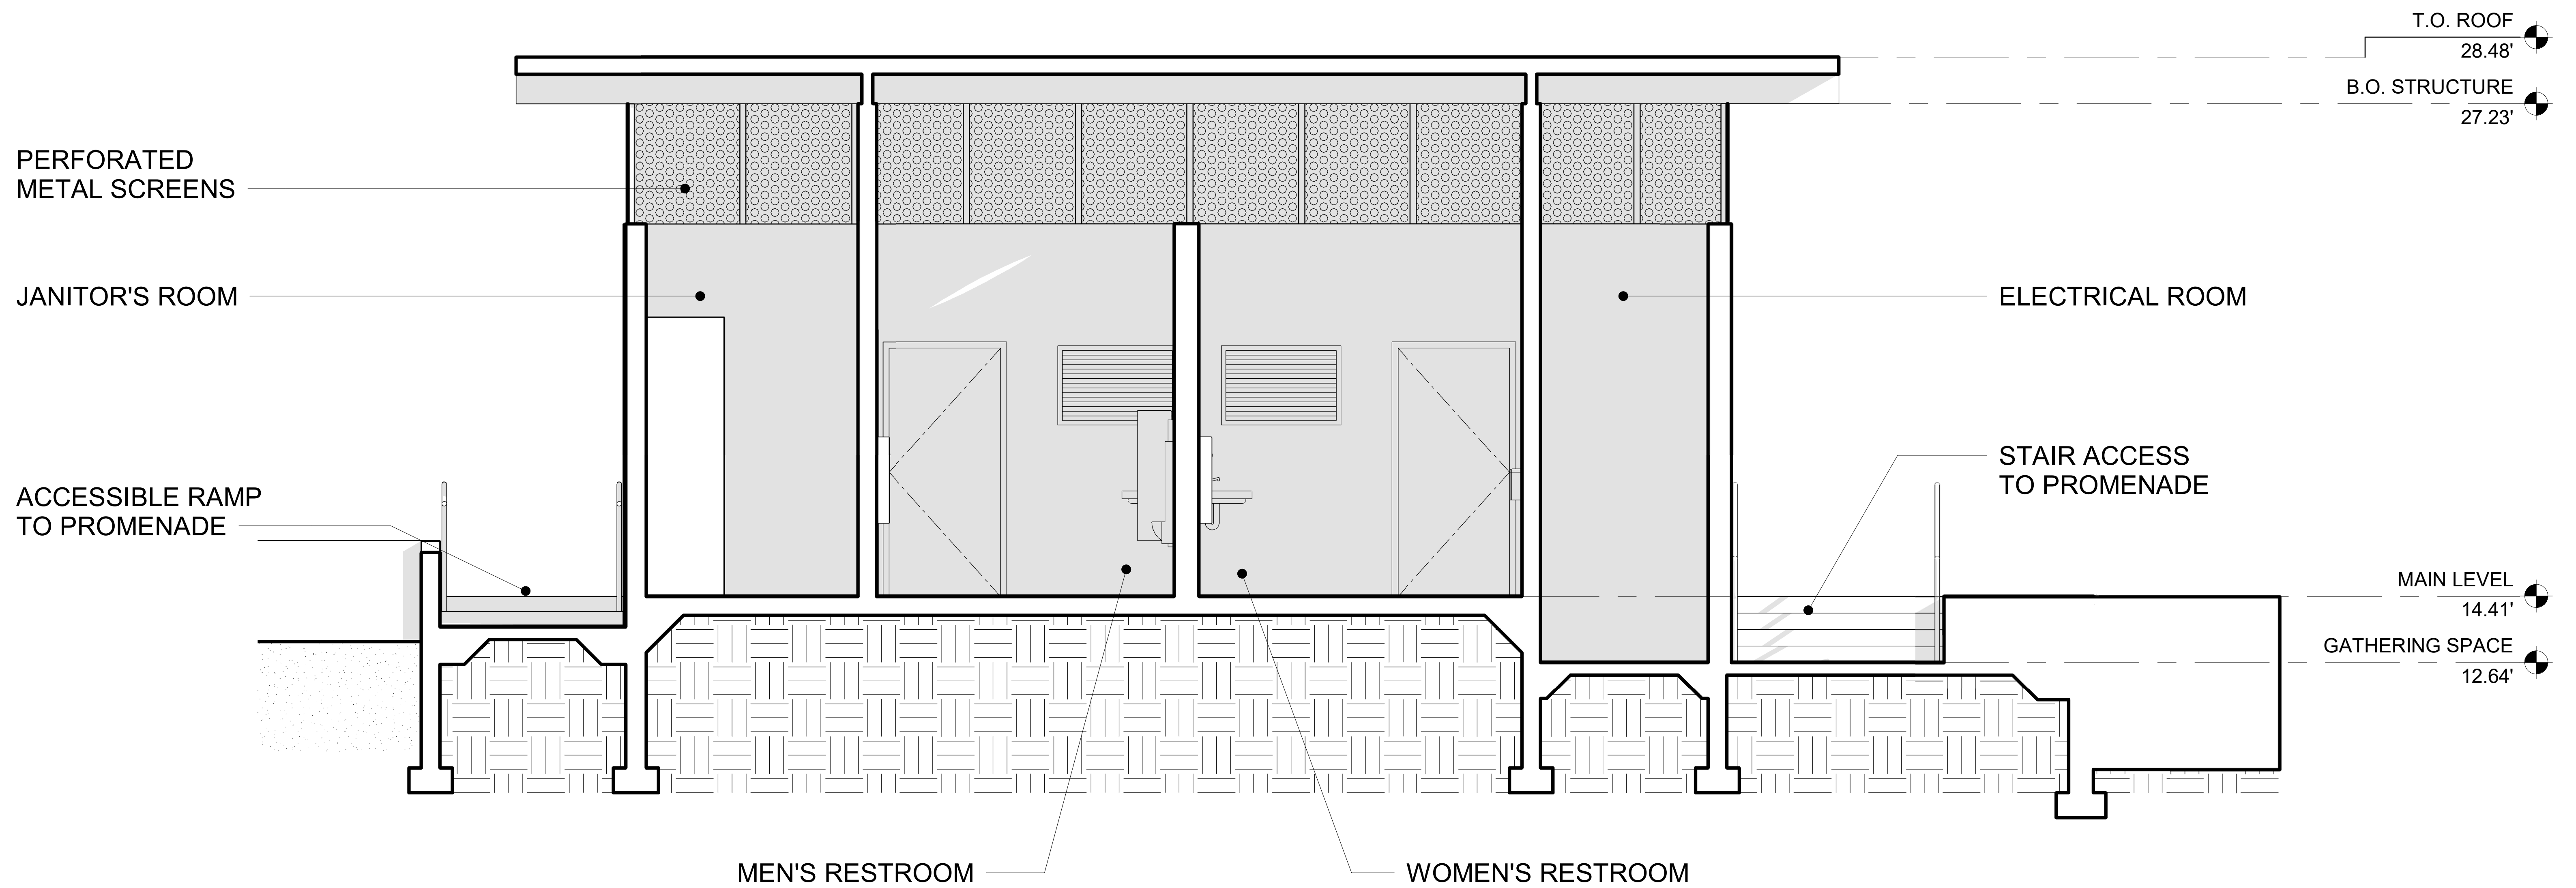 T.O. ROOF
28.48'
B.O. STRUCTURE
27.23'
PERFORATED
METAL SCREENS
JANITOR'S ROOM
ELECTRICAL ROOM
STAIR ACCESS
TO PROMENADE
ACCESSIBLE RAMP
TO PROMENADE
MAIN LEVEL
14.41'
GATHERING SPACE
12.64'
MEN'S RESTROOM
WOMEN'S RESTROOM